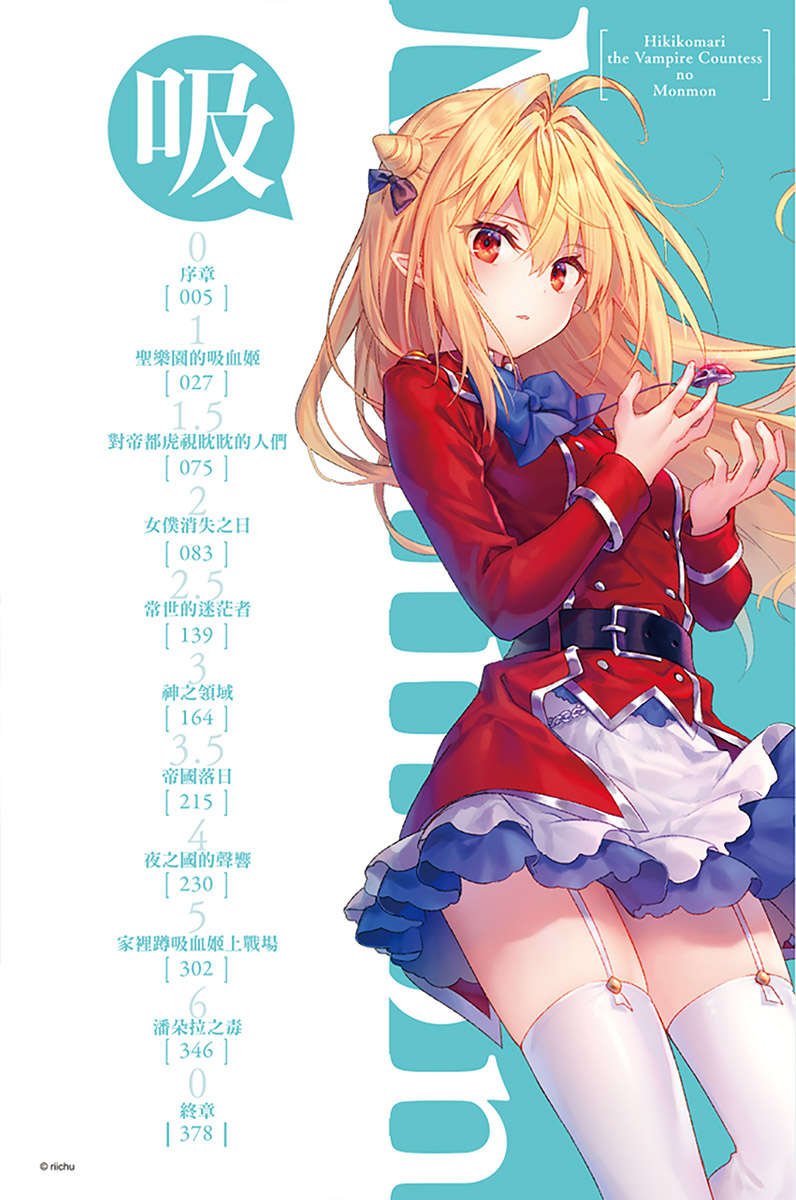 吸
Hikikomari
the Vampire Countess
no
Monmon
0
序章
[ 005 ]
1
聖樂園的吸血姬
[ 027 ]
1.5
對帝都虎視眈眈的人們
[ 075 ]
2
女僕消失之日
[ 083 ]
2.5
常世的迷茫者
[ 139 ]
3
神之領域
[ 164 ]
3.5
帝國落日
[ 215 ]
4
夜之國的聲響
[ 230 ]
5
家裡蹲吸血姬上戰場
[ 302 ]
6
潘朵拉之毒
[ 346 ]
0
終章
[ 378 ]
© riichu